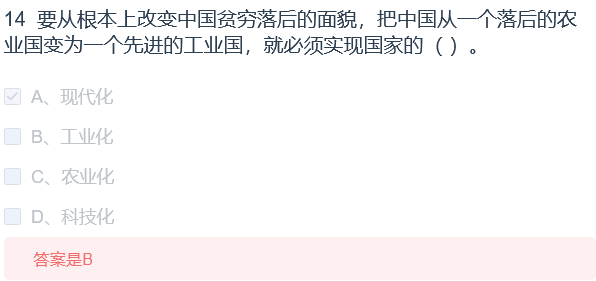 14 要从根本上改变中国贫穷落后的面貌，把中国从一个落后的农
业国变为一个先进的工业国，就必须实现国家的（ ）。
A、现代化
B、工业化
C、农业化
D、科技化
答案是B